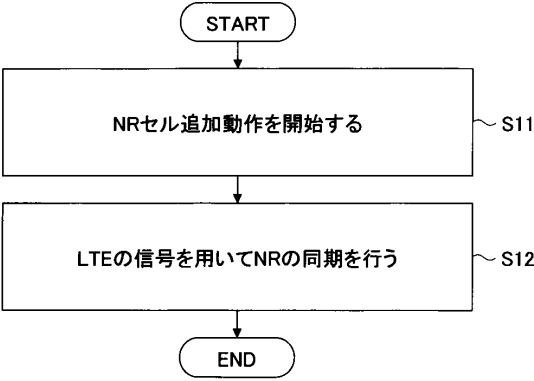 START
NRセル追加動作を開始する
S11
LTEの信号を用いてNRの同期を行う
S12
END